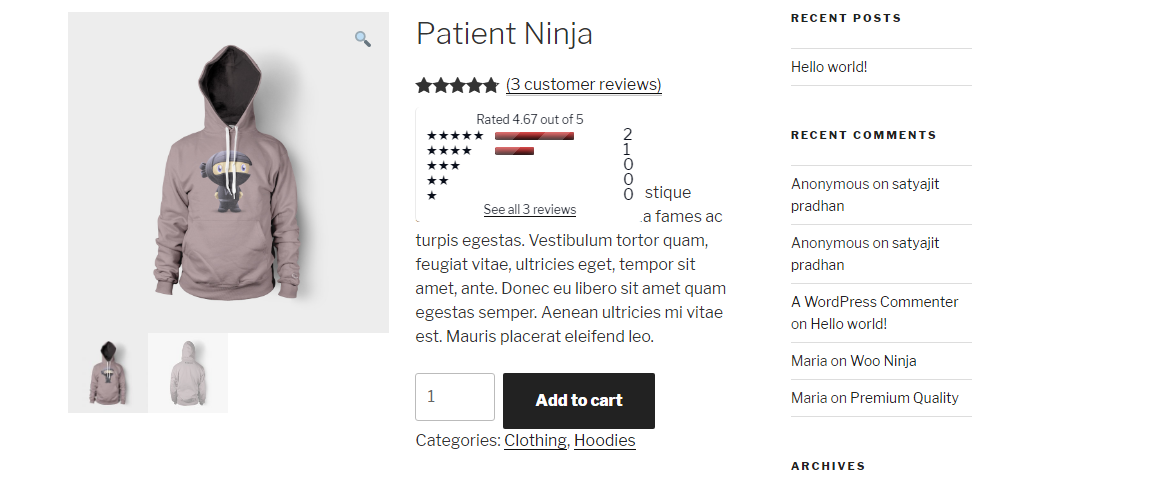 Patient Ninja
(3 customer reviews)
Rated 4.67 out of 5
★★★★★ 2
★★★★ 1
★★★ 0
★★ 0
★ 0
See all 3 reviews
stique
a fames ac
turpis egestas. Vestibulum tortor quam,
feugiat vitae, ultricies eget, tempor sit
amet, ante. Donec eu libero sit amet quam
egestas semper. Aenean ultricies mi vitae
est. Mauris placerat eleifend leo.
1
Add to cart
Categories: Clothing, Hoodies
RECENT POSTS
Hello world!
RECENT COMMENTS
Anonymous on satyajit
pradhan
Anonymous on satyajit
pradhan
A WordPress Commenter
on Hello world!
Maria on Woo Ninja
Maria on Premium Quality
ARCHIVES